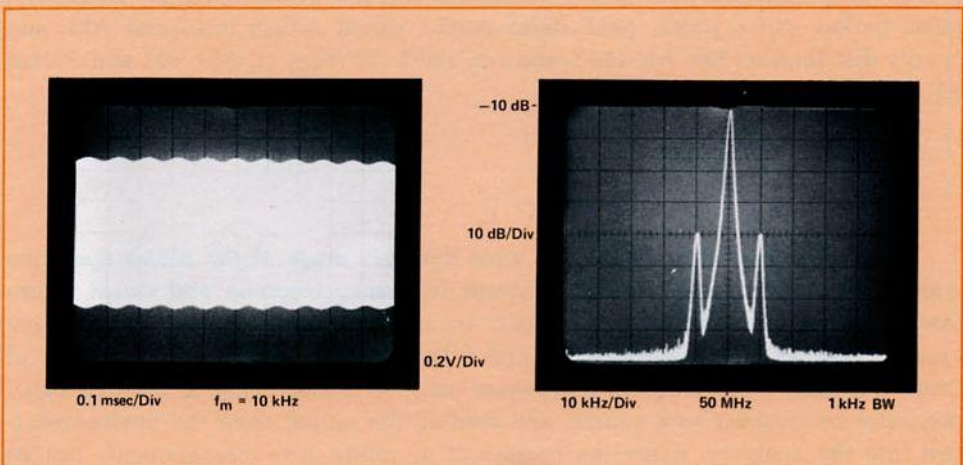 −10 dB-
10 dB/Div
0.2V/Div
0.1 msec/Div f_m = 10 kHz
10 kHz/Div 50 MHz 1 kHz BW